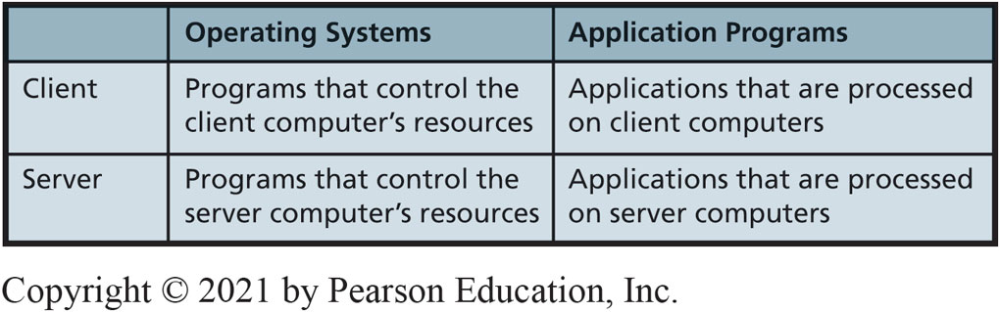 Operating Systems
Application Programs
Client
Programs that control the
client computer’s resources
Applications that are processed
on client computers
Server
Programs that control the
server computer’s resources
Applications that are processed
on server computers
Copyright © 2021 by Pearson Education, Inc.